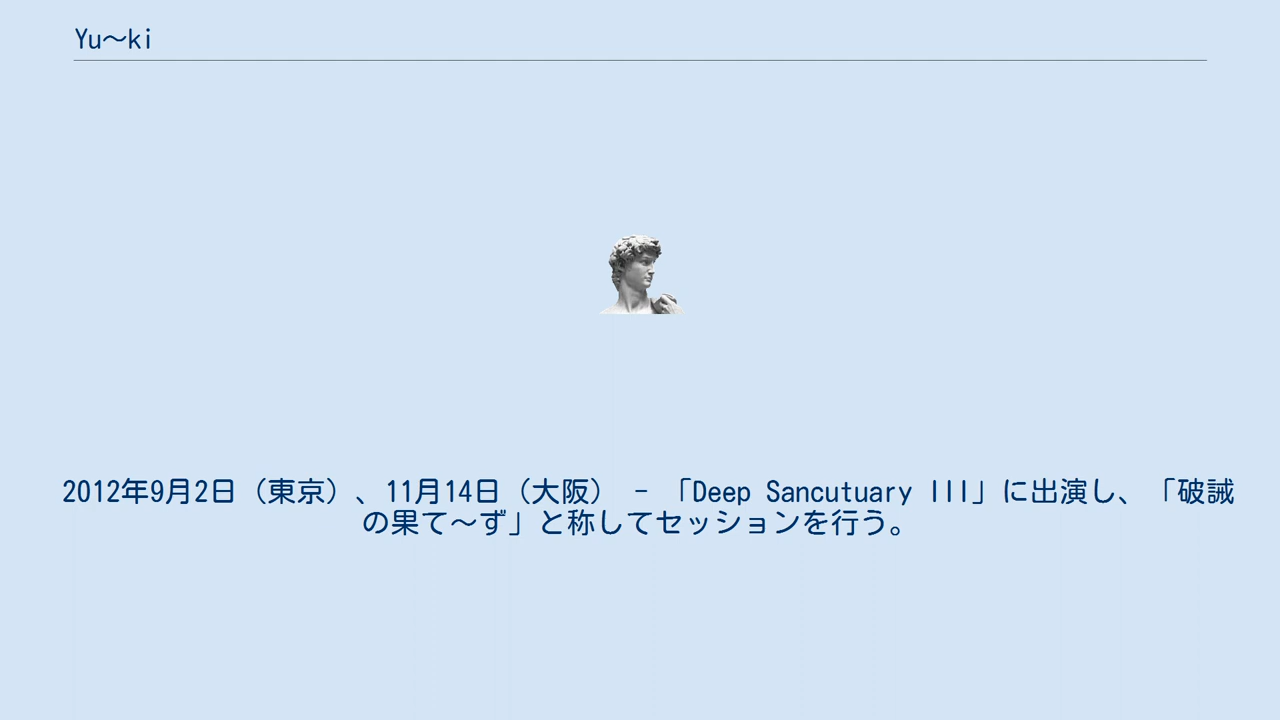 Yu〜ki
2012年9月2日（東京）、11月14日（大阪） - 「Deep Sancutuary III」に出演し、「破誡
の果て〜ず」と称してセッションを行う。